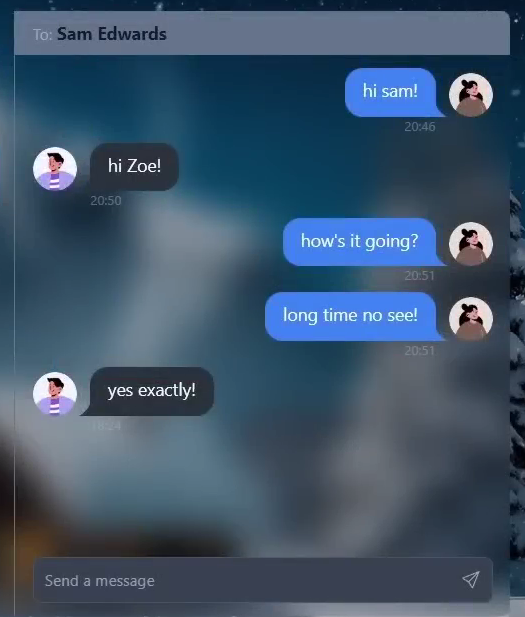 To: Sam Edwards
hi sam!
20:46
hi Zoe!
20:50
how's it going?
20:51
long time no see!
20:51
yes exactly!
Send a message